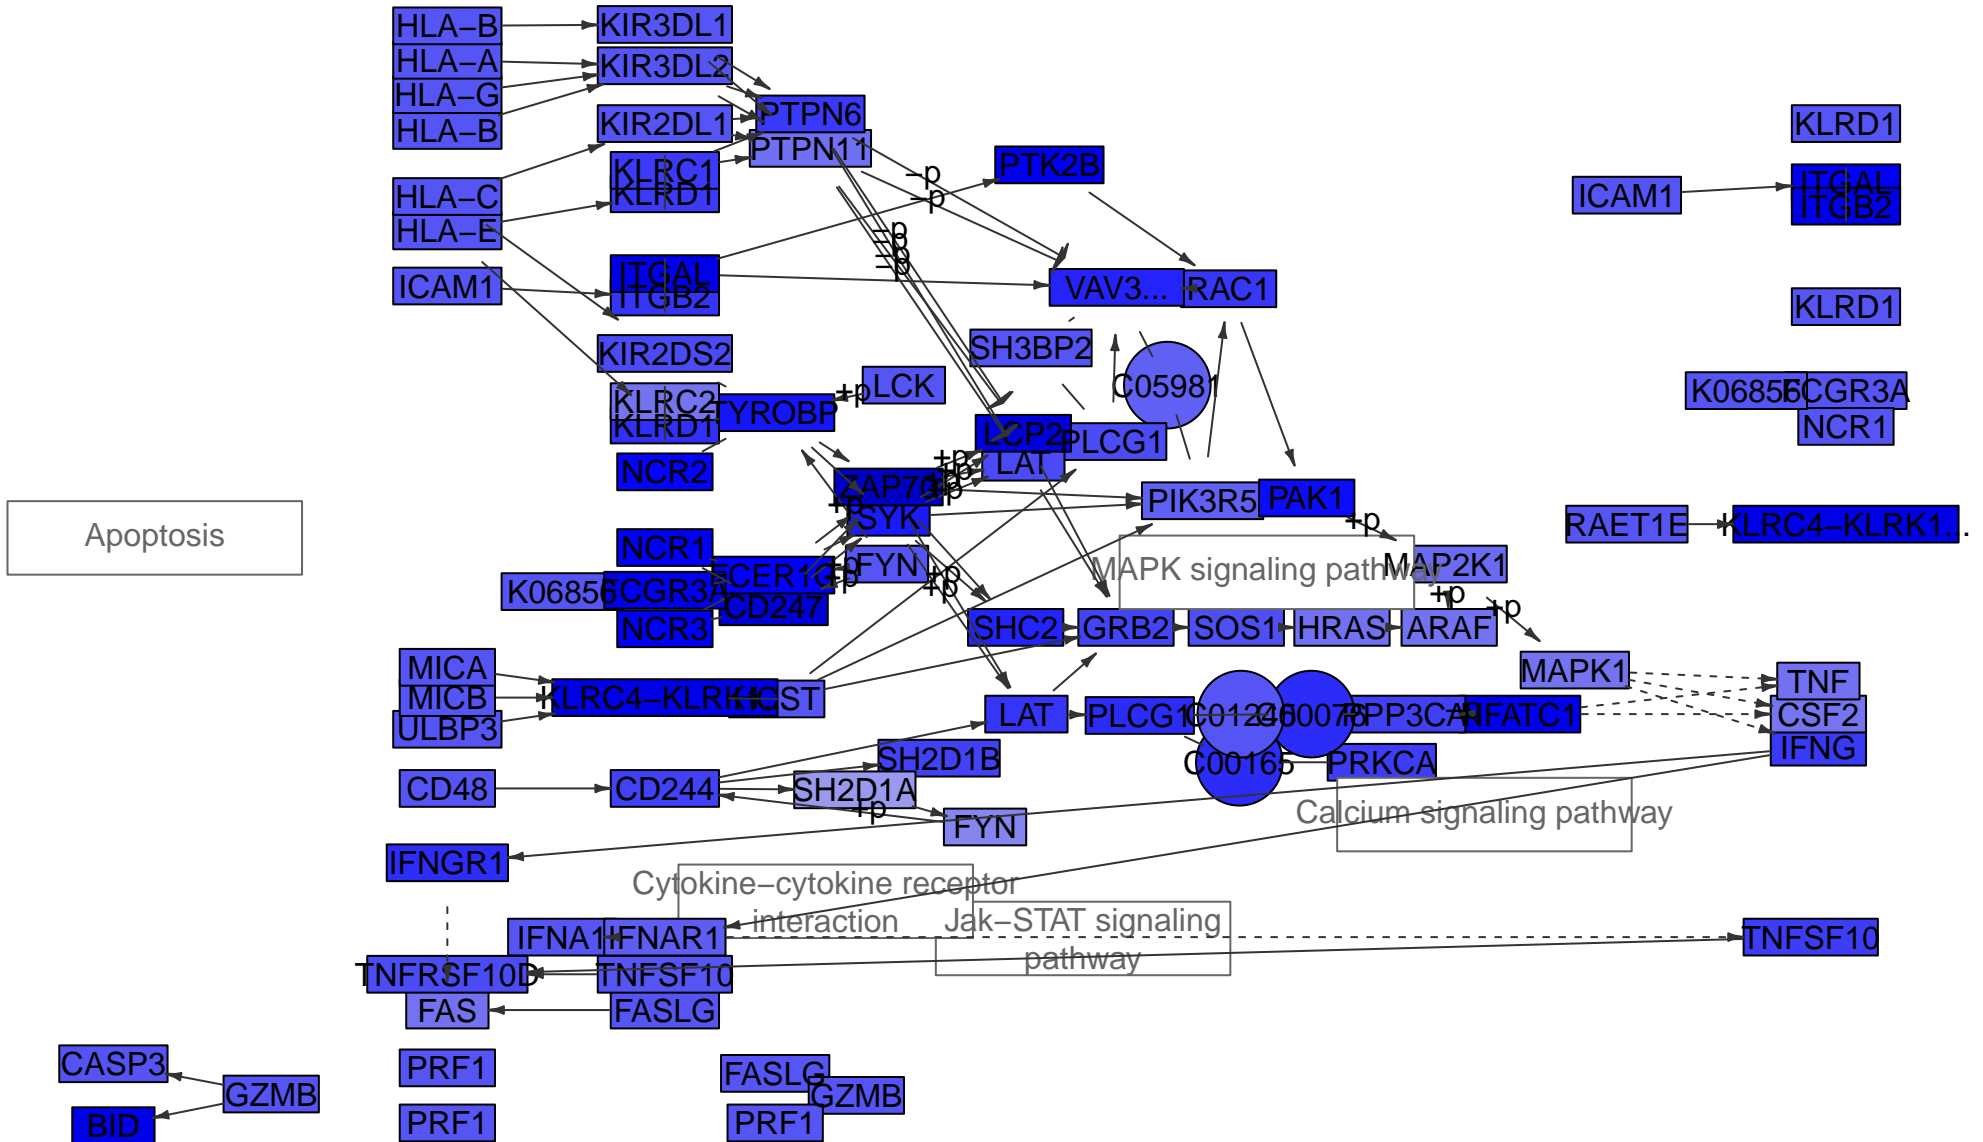 HLA−B
KIR3DL1
HLA−A
KIR3DL2
HLA−G
HLA−B
PTPN6
KIR2DL1
KLRD1
PTPN11
KLRC1
PTK2B
−p
KLRD1
ITGAL
ICAM1
HLA−C
−p
ITGB2
HLA−E
−p
−p
−p
−p
ITGAL
ICAM1
ITGB2
VAV3...
RAC1
KLRD1
KIR2DS2
SH3BP2
C05981
LCK
+p
KLRC2
TYROBP
KLRD1
K06856
FCGR3A
NCR1
LCP2
PLCG1
NCR2
LAT
+p
+p
+p
+p
ZAP70
PIK3R5
PAK1
+p
SYK
+p
RAET1E
KLRC4−KLRK1...
Apoptosis
NCR1
FCER1G
+p
+p
FYN
+p
+p
MAPK signaling pathway
MAP2K1
K06856
FCGR3A
CD247
+p
+p
NCR3
SHC2
GRB2
SOS1
HRAS
ARAF
MICA
MICB
KLRC4−KLRK1...
HCST
ULBP3
MAPK1
TNF
LAT
PLCG1
C01245
C00076
PPP3CA
−p
NFATC1
CSF2
IFNG
SH2D1B
C00165
PRKCA
CD48
CD244
SH2D1A
+p
FYN
Calcium signaling pathway
IFNGR1
Cytokine−cytokine receptor
interaction
Jak−STAT signaling
pathway
IFNA1
IFNAR1
TNFSF10
TNFRSF10D
TNFSF10
FAS
FASLG
CASP3
PRF1
FASLG
GZMB
GZMB
BID
PRF1
PRF1